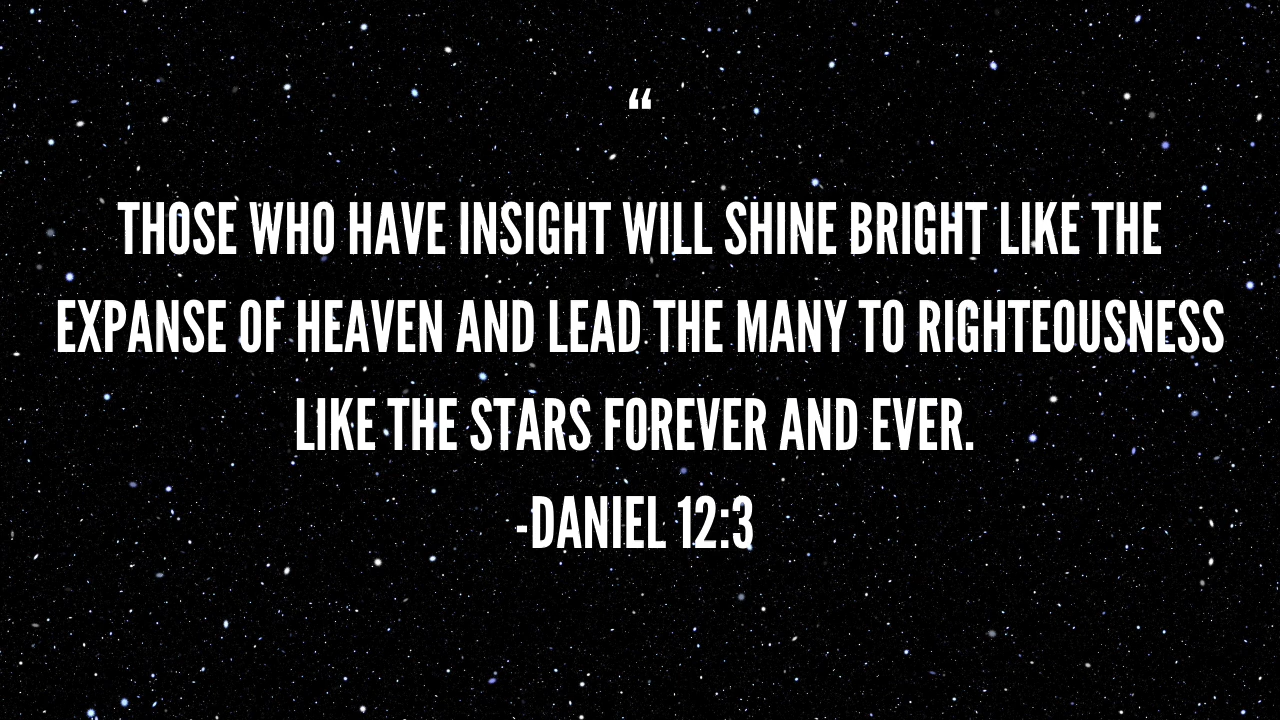 “
THOSE WHO HAVE INSIGHT WILL SHINE BRIGHT LIKE THE
EXPANSE OF HEAVEN AND LEAD THE MANY TO RIGHTEOUSNESS
LIKE THE STARS FOREVER AND EVER.
-DANIEL 12:3